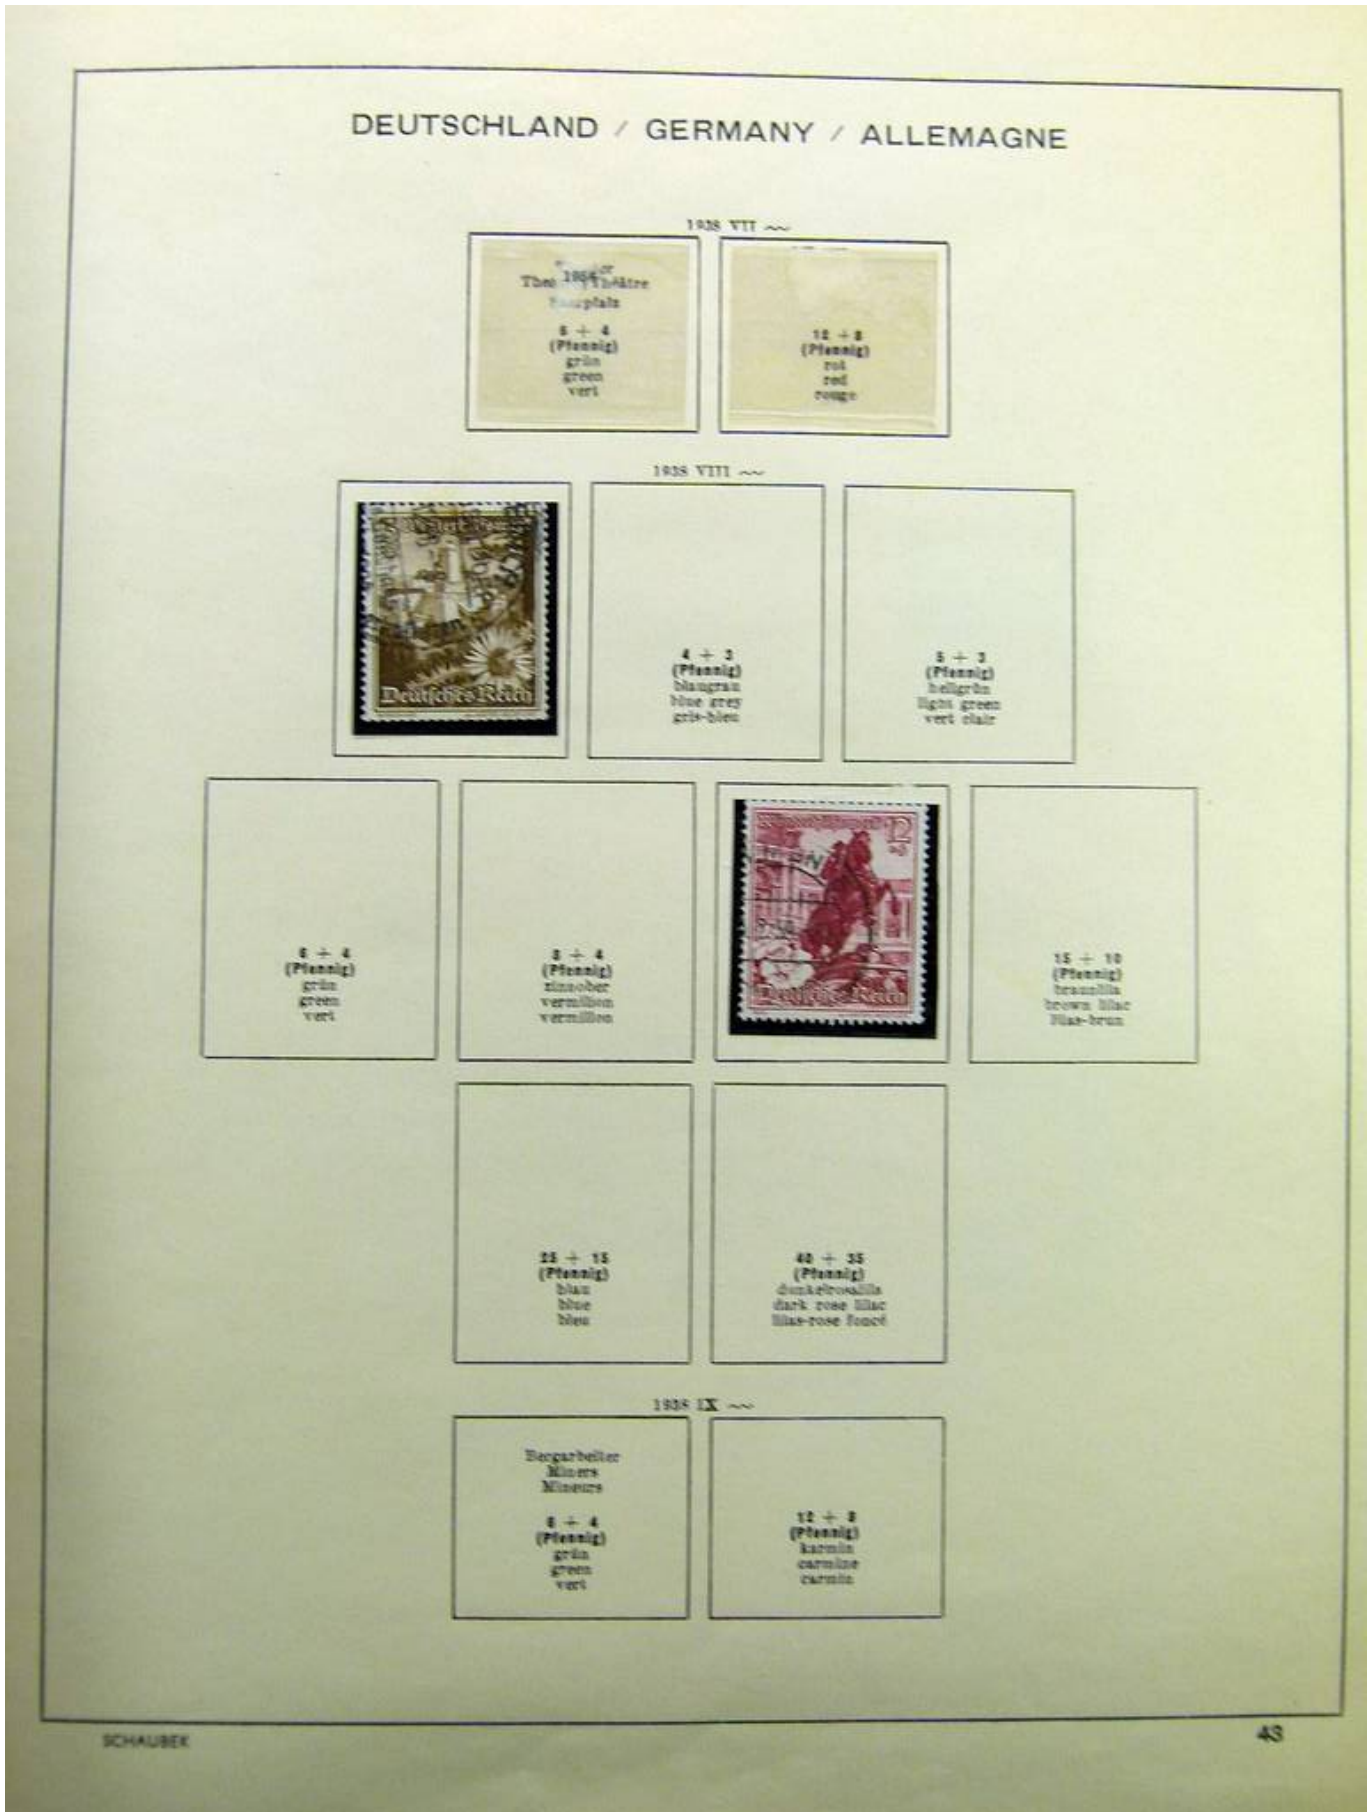 DEUTSCHLAND / GERMANY / ALLEMAGNE
1938 VII ~~
Theâtre
6 + 4
(Pfennig)
grün
green
vert
12 + 8
(Pfennig)
rot
red
rouge
1938 VIII ~~
Deutsches Reich
4 + 3
(Pfennig)
blaugrau
blue grey
gris-bleu
5 + 3
(Pfennig)
hellgrün
light green
vert clair
6 + 4
(Pfennig)
grün
green
vert
8 + 4
(Pfennig)
zinnober
vermilion
vermillon
12
Deutsches Reich
15 + 10
(Pfennig)
braunlila
brown lilac
lilas-brun
25 + 15
(Pfennig)
blau
blue
bleu
40 + 35
(Pfennig)
dunkelrosalila
dark rose lilac
lilas-rose foncé
1938 IX ~~
Bergarbeiter
Miners
Mineurs
6 + 4
(Pfennig)
grün
green
vert
12 + 8
(Pfennig)
karmin
carmine
carmin
SCHAUBEK
43